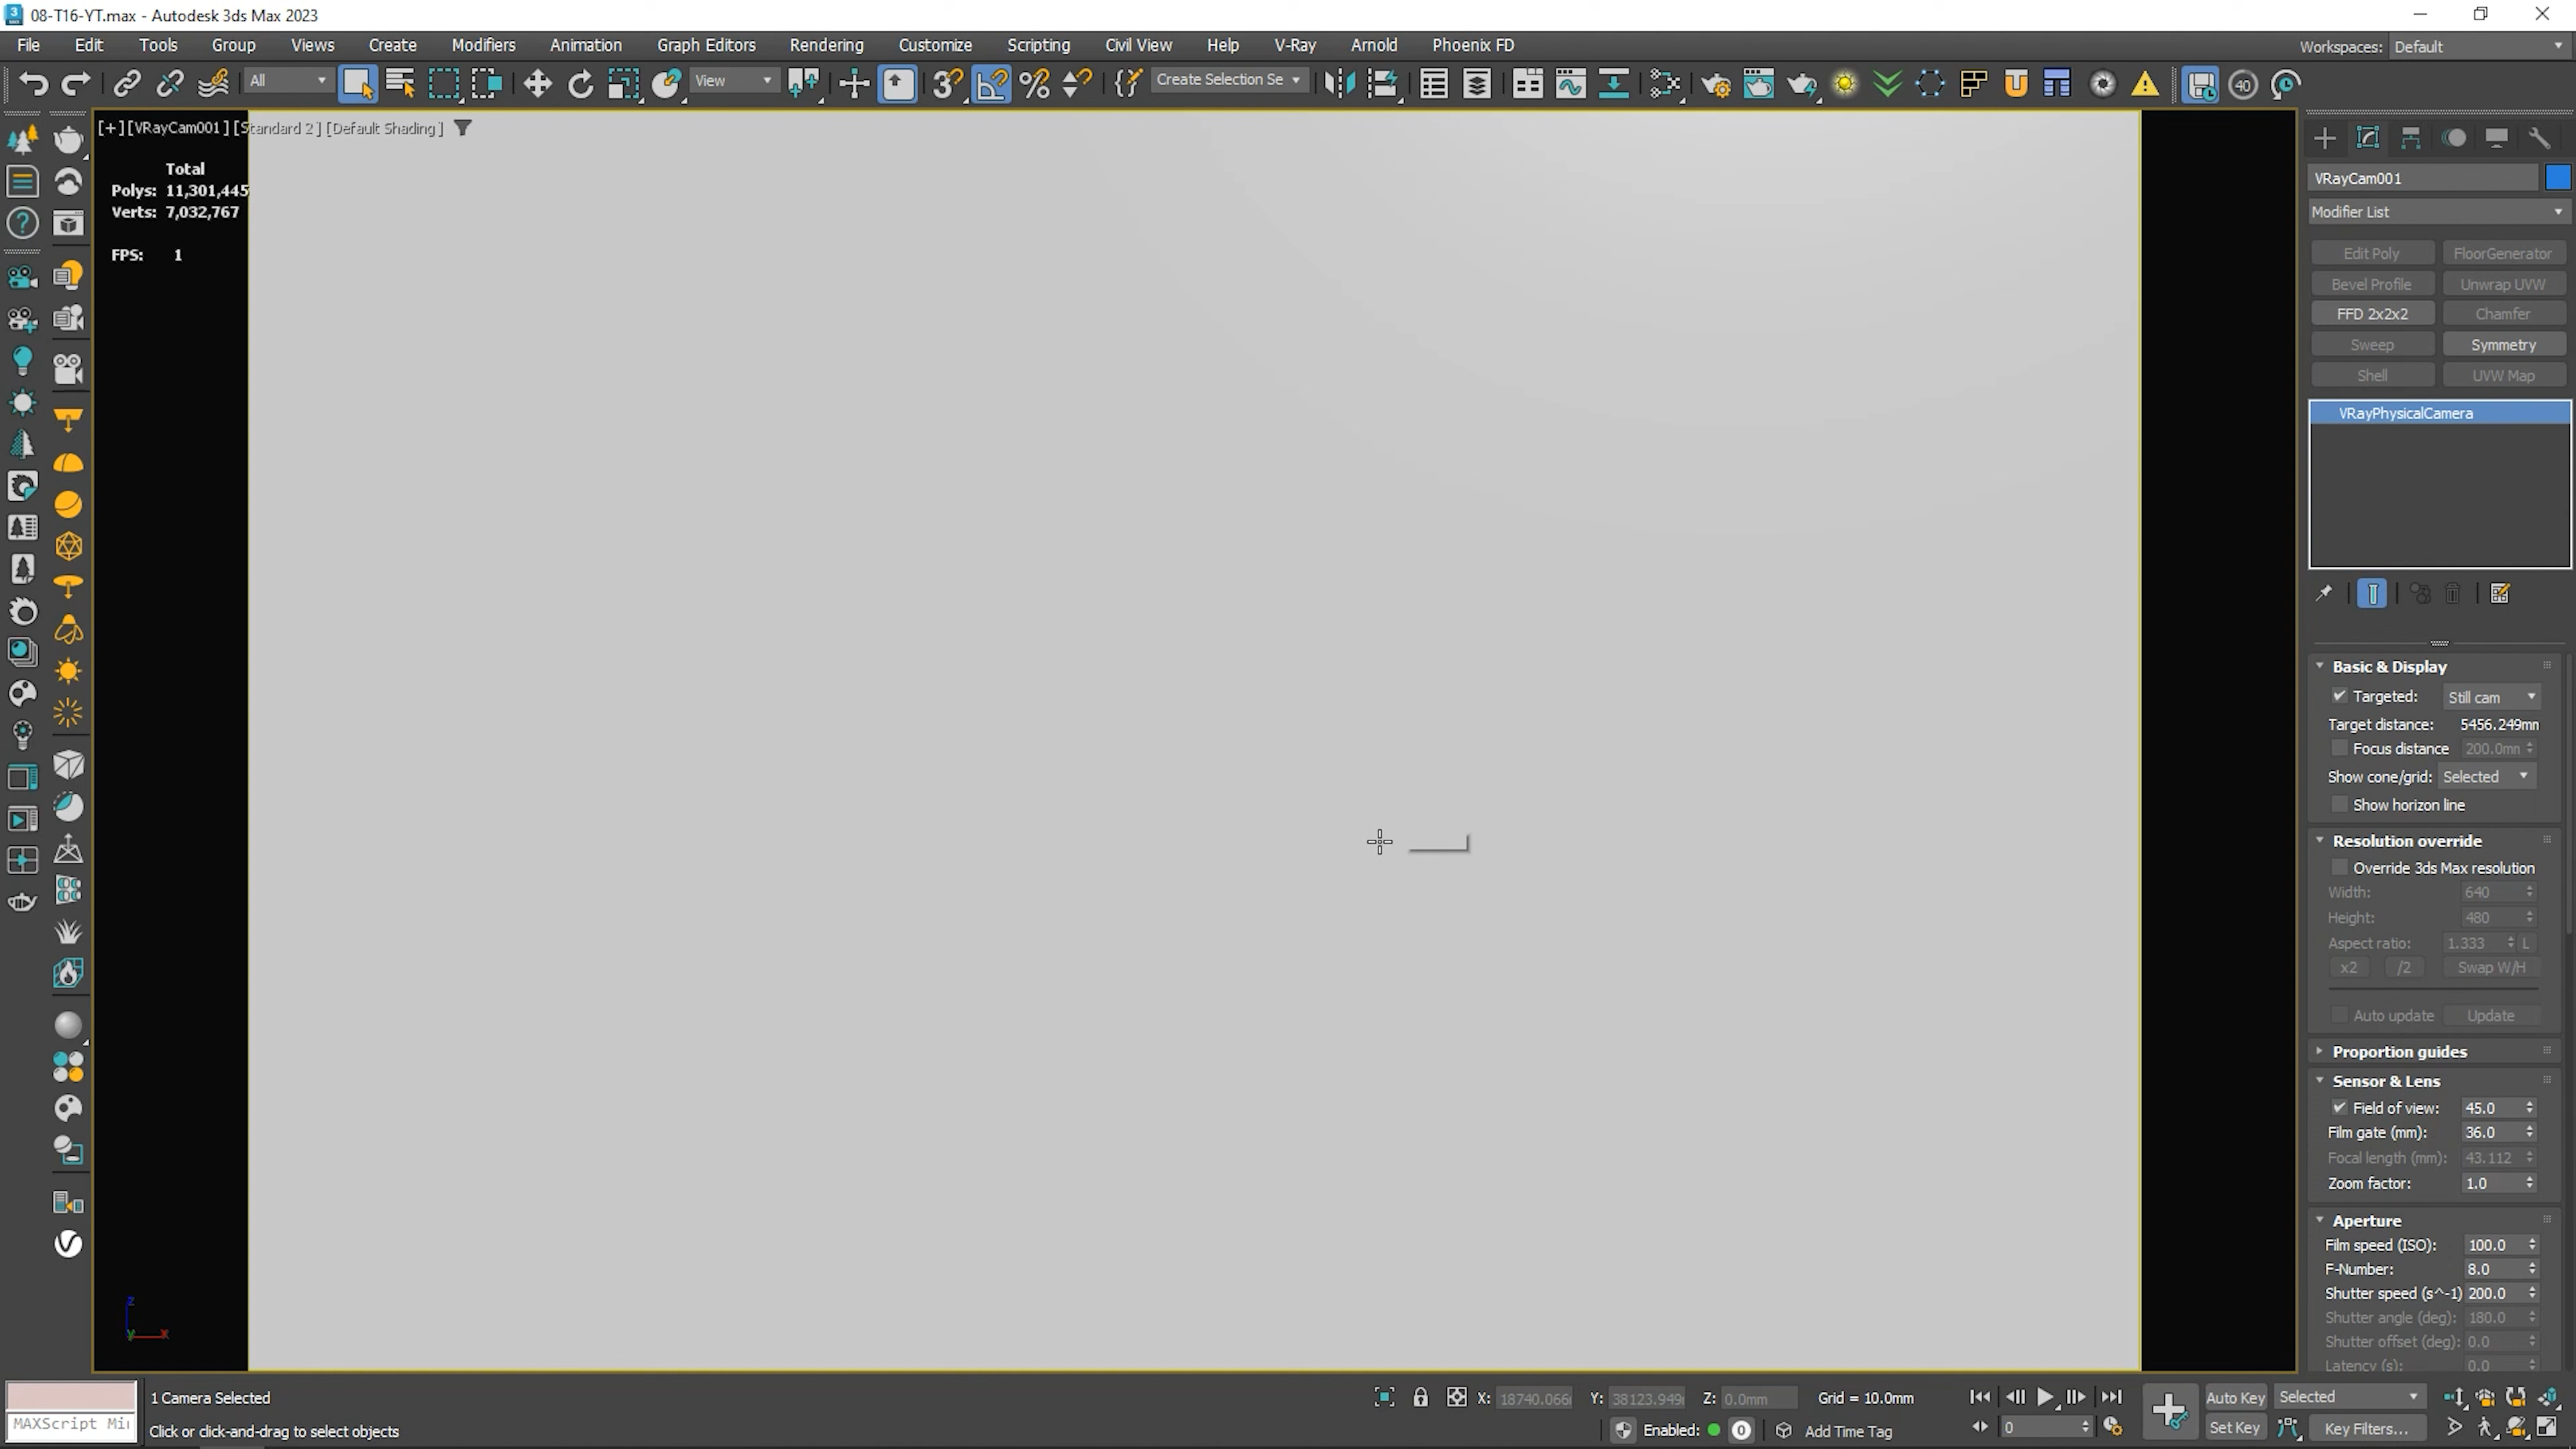 08-T16-YT.max - Autodesk 3ds Max 2023
File Edit Tools Group Views Create Modifiers Animation Graph Editors Rendering Customize Scripting Civil View Help V-Ray Arnold Phoenix FD
Workspaces: Default
All View Create Selection Se 40
[+][VRayCam001][Standard 2][Default Shading]
Total
Polys: 11,301,445
Verts: 7,032,767
FPS: 1
VRayCam001
Modifier List
Edit Poly FloorGenerator
Bevel Profile Unwrap UVW
FFD 2x2x2 Chamfer
Sweep Symmetry
Shell UVW Map
VRayPhysicalCamera
Basic & Display
Targeted: Still cam
Target distance: 5456.249mn
Focus distance 200.0mn
Show cone/grid: Selected
Show horizon line
Resolution override
Override 3ds Max resolution
Width: 640
Height: 480
Aspect ratio: 1.333 L
x2 /2 Swap W/H
Auto update Update
Proportion guides
Sensor & Lens
Field of view: 45.0
Film gate (mm): 36.0
Focal length (mm): 43.112
Zoom factor: 1.0
Aperture
Film speed (ISO): 100.0
F-Number: 8.0
Shutter speed (s^-1) 200.0
Shutter angle (deg): 180.0
Shutter offset (deg): 0.0
Latency (s): 0.0
z
y x
1 Camera Selected X: 18740.066 Y: 38123.949 Z: 0.0mm Grid = 10.0mm Auto Key Selected
MAXScript Mi Click or click-and-drag to select objects Enabled: 0 Add Time Tag 0 Set Key Key Filters...